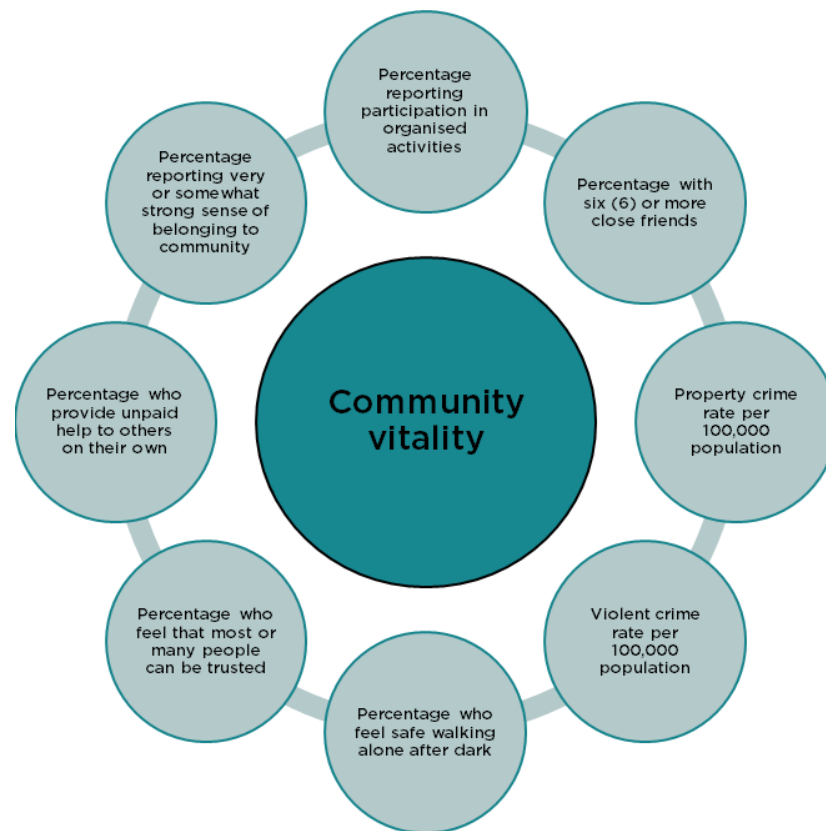 Percentage
reporting
participation in
organised
activities
Percentage with
six (6) or more
close friends
Property crime
rate per
100,000
population
Violent crime
rate per
100,000
population
Percentage who
feel safe walking
alone after dark
Percentage who
feel that most or
many people
can be trusted
Percentage who
provide unpaid
help to others
on their own
Percentage
reporting very
or somewhat
strong sense of
belonging to
community
Community
vitality